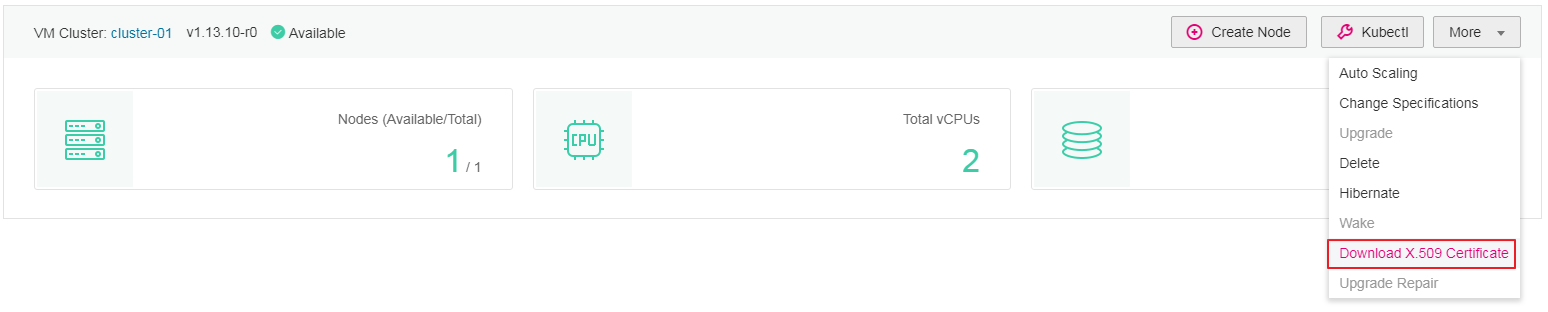 VM Cluster: cluster-01 v1.13.10-r0 Available Create Node Kubectl More
Auto Scaling
Change Specifications
Upgrade
Delete
Hibernate
Wake
Download X.509 Certificate
Upgrade Repair
Nodes (Available/Total)
1 / 1
CPU
Total vCPUs
2